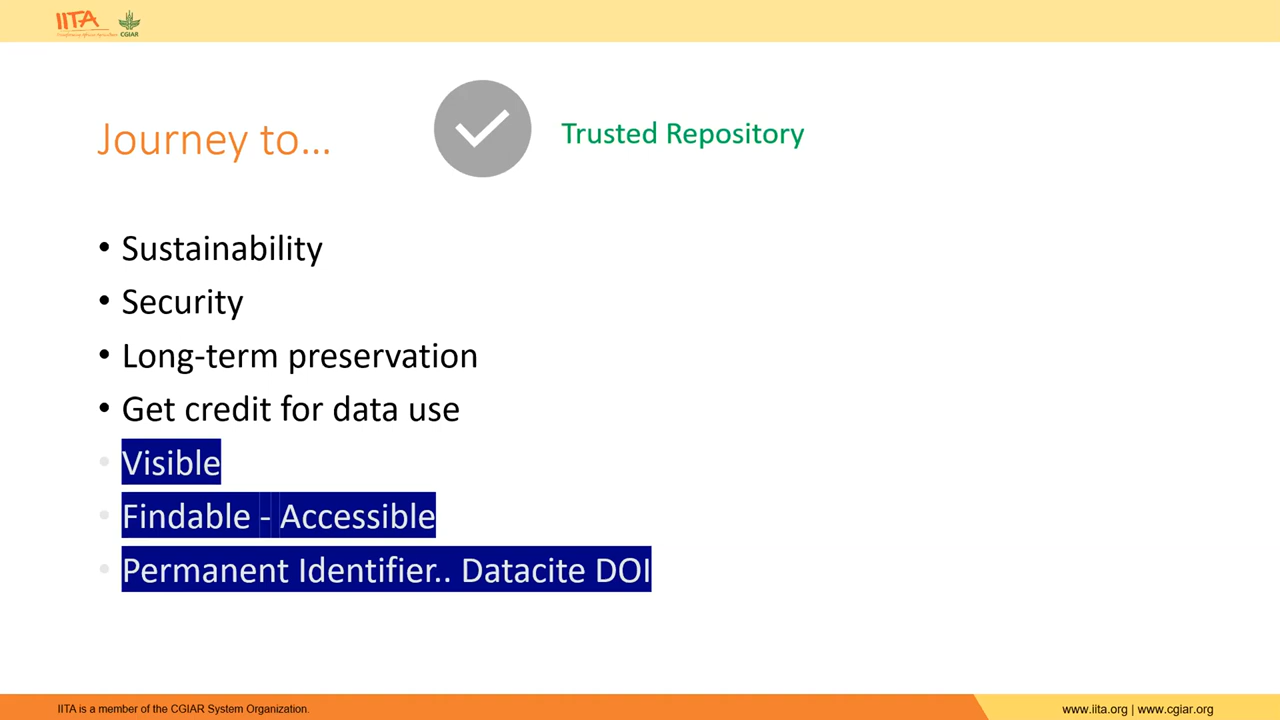 IITA
CGIAR
Journey to...
Trusted Repository
• Sustainability
• Security
• Long-term preservation
• Get credit for data use
• Visible
• Findable - Accessible
• Permanent Identifier.. Datacite DOI
IITA is a member of the CGIAR System Organization.
www.iita.org | www.cgiar.org